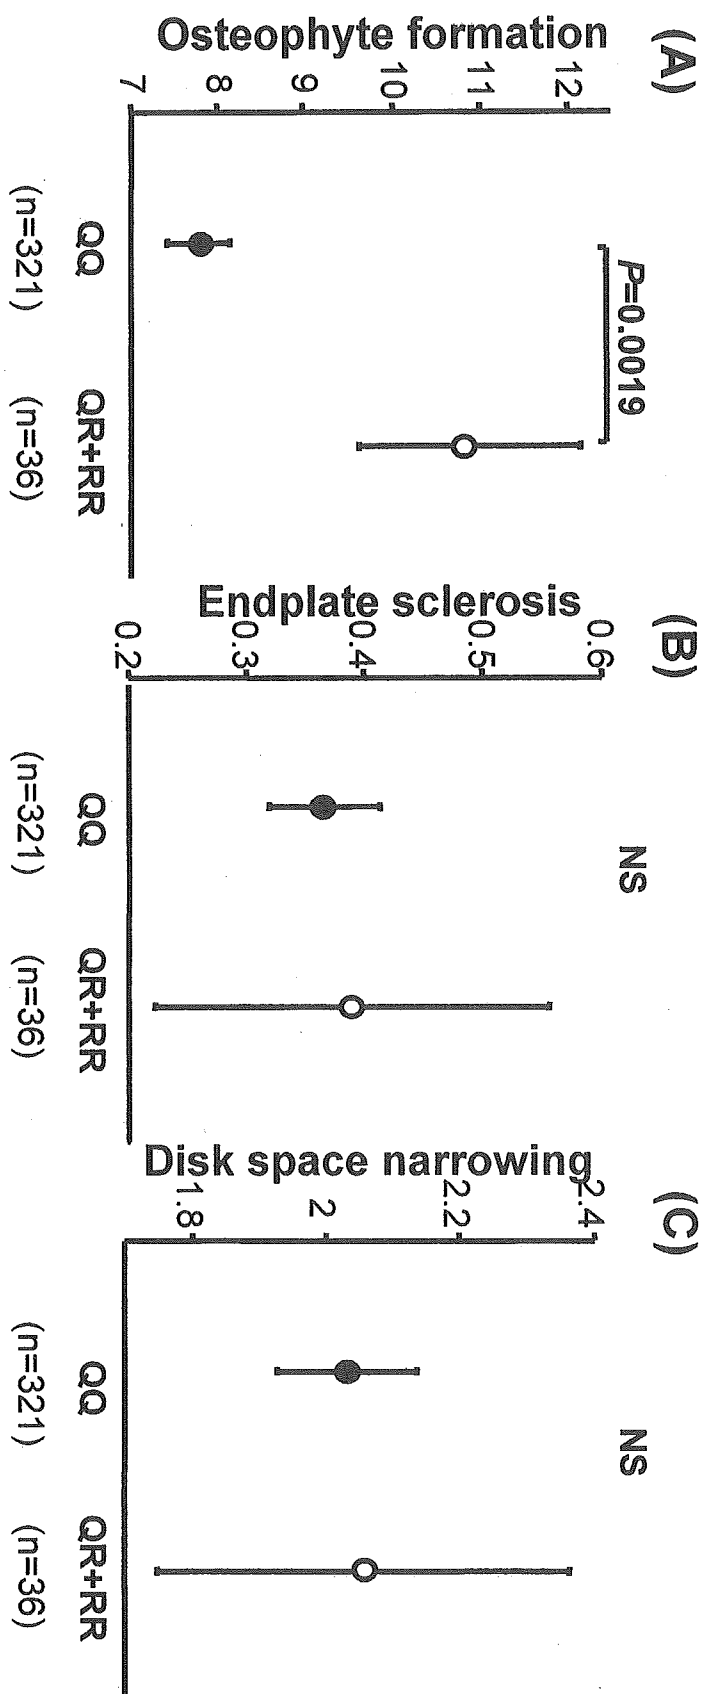 (A)
Osteophyte formation
12
11
10
9
8
7
P=0.0019
QQ
QR+RR
(n=321)
(n=36)
(B)
Endplate sclerosis
0.6
0.5
0.4
0.3
0.2
NS
QQ
QR+RR
(n=321)
(n=36)
(C)
Disk space narrowing
2.4
2.2
2
1.8
NS
QQ
QR+RR
(n=321)
(n=36)